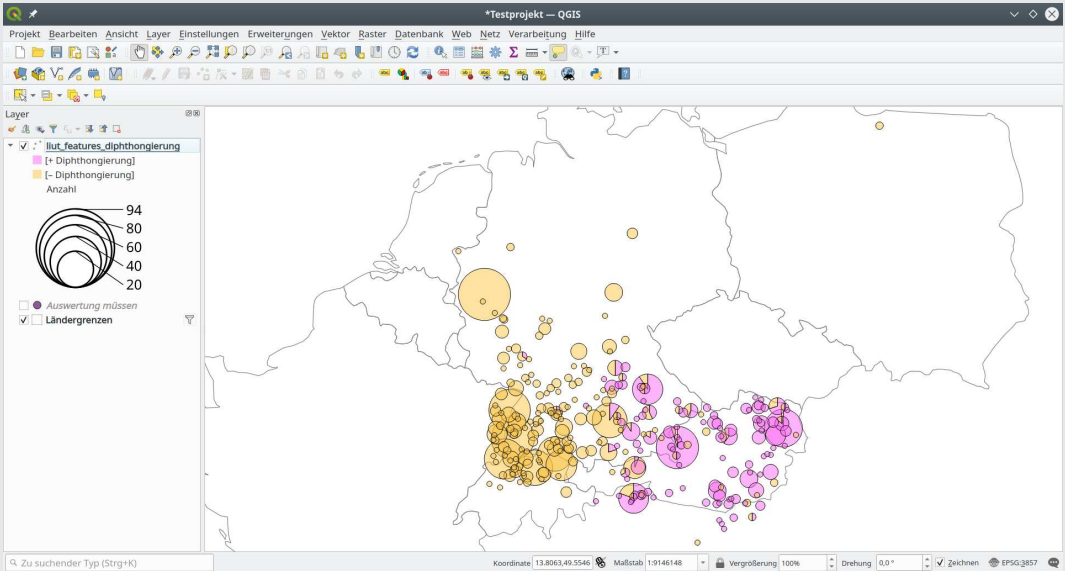 *Testprojekt — QGIS
Projekt Bearbeiten Ansicht Layer Einstellungen Erweiterungen Vektor Raster Datenbank Web Netz Verarbeitung Hilfe
Layer
liut_features_diphthongierung
[+ Diphthongierung]
[– Diphthongierung]
Anzahl
94
80
60
40
20
Auswertung müssen
Ländergrenzen
Zu suchender Typ (Strg+K) Koordinate 13.8063,49.5546 Maßstab 1:9146148 Vergrößerung 100% Drehung 0,0 ° Zeichnen EPSG:3857